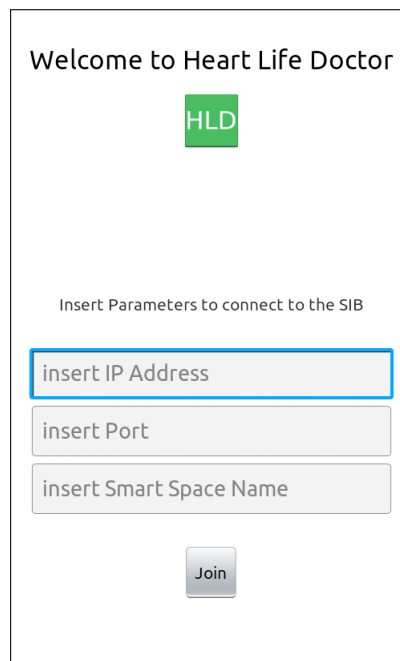 Welcome to Heart Life Doctor
HLD
Insert Parameters to connect to the SIB
insert IP Address
insert Port
insert Smart Space Name
Join